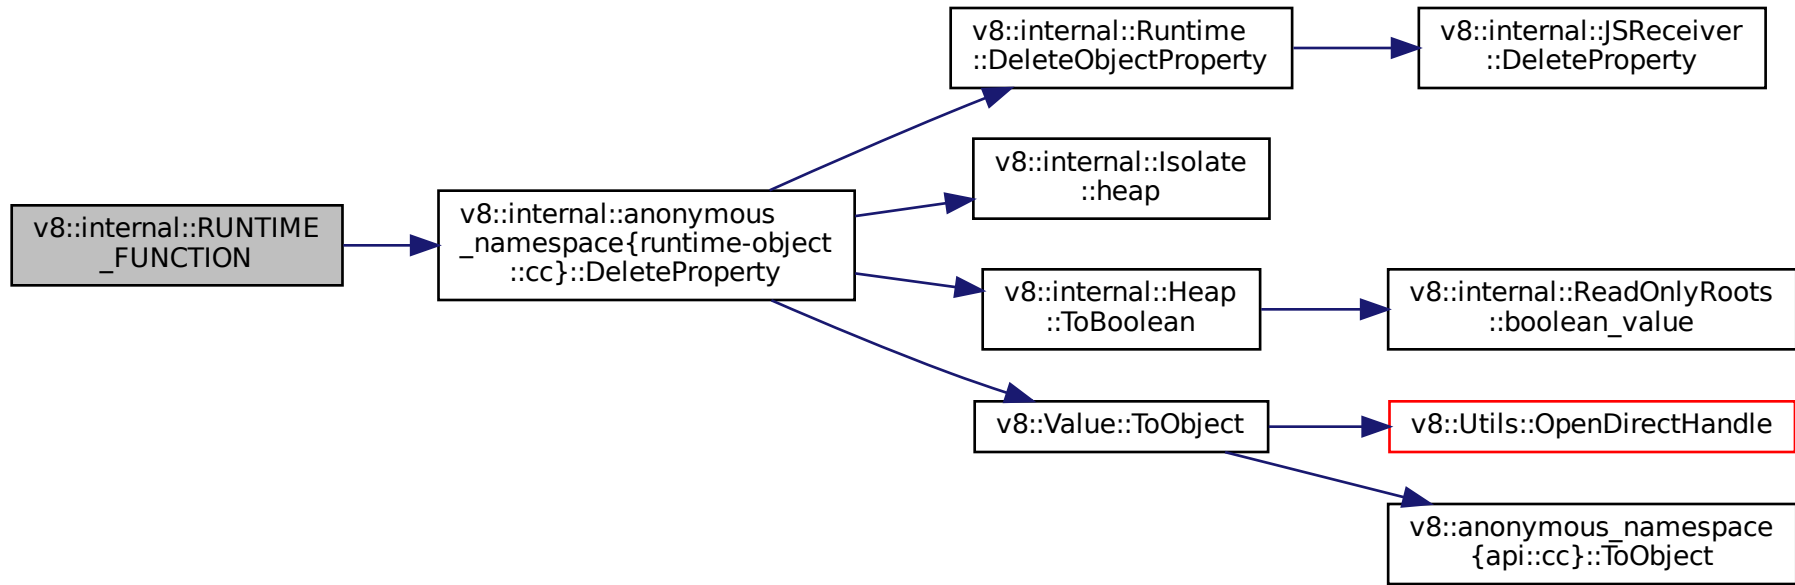 v8::internal::RUNTIME
_FUNCTION
v8::internal::anonymous
_namespace{runtime-object
::cc}::DeleteProperty
v8::internal::Runtime
::DeleteObjectProperty
v8::internal::JSReceiver
::DeleteProperty
v8::internal::Isolate
::heap
v8::internal::Heap
::ToBoolean
v8::internal::ReadOnlyRoots
::boolean_value
v8::Value::ToObject
v8::Utils::OpenDirectHandle
v8::anonymous_namespace
{api::cc}::ToObject